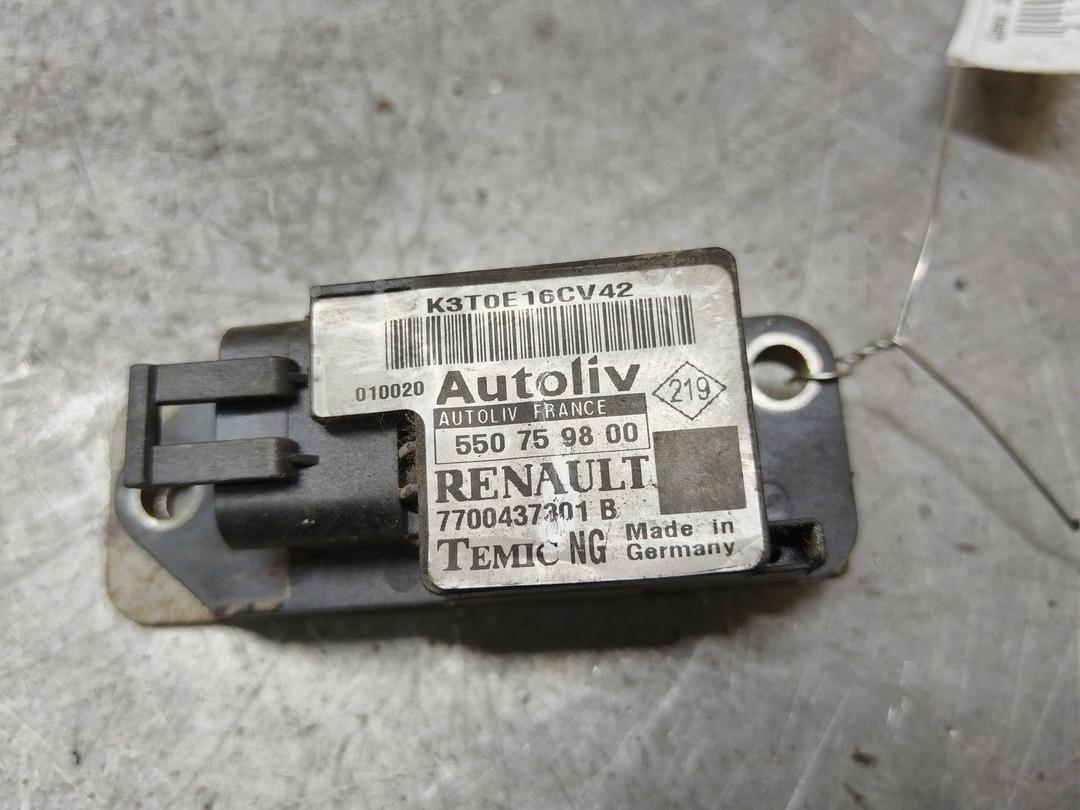 K3T0E16CV42
010020
Autoliv
219
AUTOLIV FRANCE
550 75 98 00
RENAULT
7700437301 B
TEMIC NG
Made in
Germany